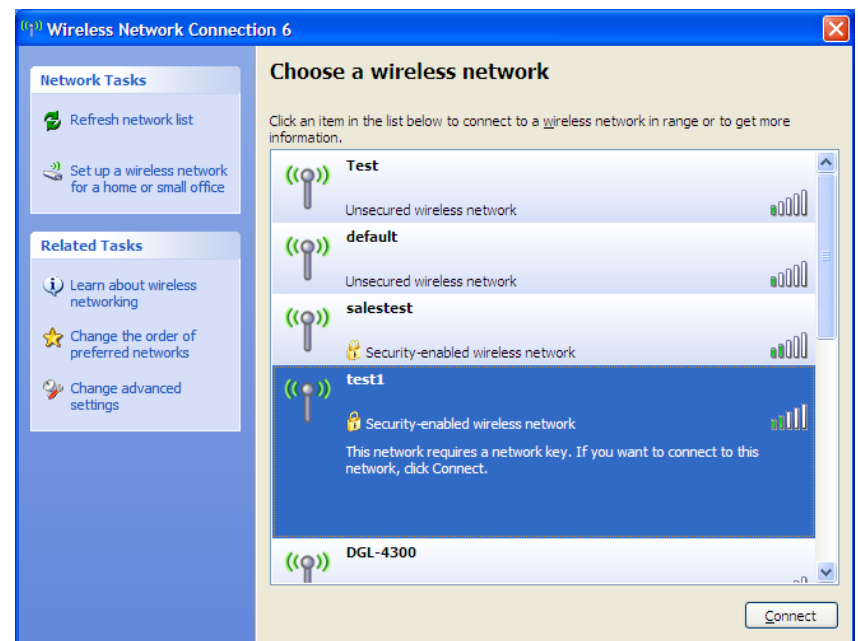 Wireless Network Connection 6
Network Tasks
Refresh network list
Set up a wireless network
for a home or small office
Related Tasks
Learn about wireless
networking
Change the order of
preferred networks
Change advanced
settings
Choose a wireless network
Click an item in the list below to connect to a wireless network in range or to get more
information.
Test
Unsecured wireless network
default
Unsecured wireless network
salestest
Security-enabled wireless network
test1
Security-enabled wireless network
This network requires a network key. If you want to connect to this
network, click Connect.
DGL-4300
Connect